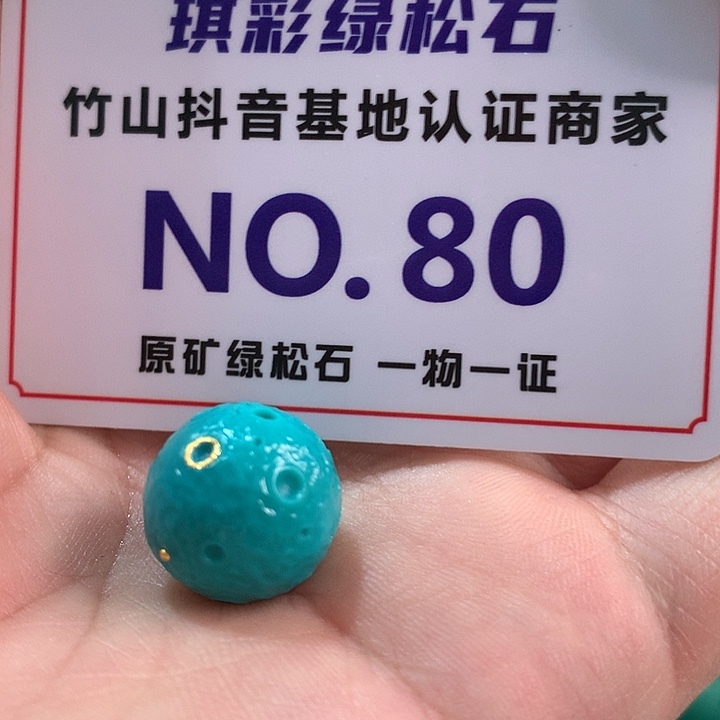 琪彩绿松石
竹山抖音基地认证商家
NO.80
原矿绿松石 一物一证